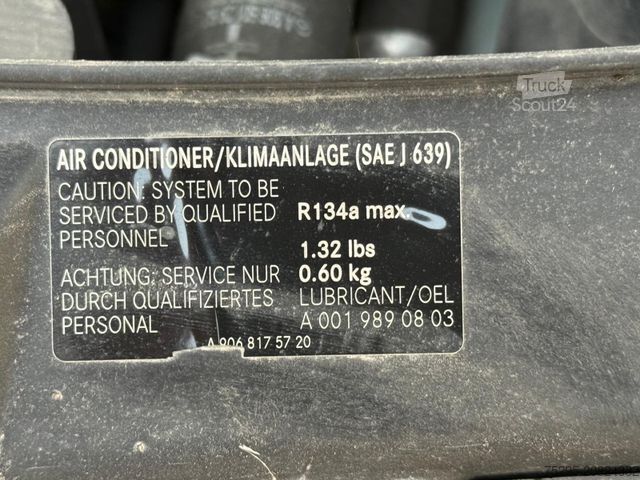 Truck
Scout24
AIR CONDITIONER/KLIMAANLAGE (SAE J 639)
CAUTION: SYSTEM TO BE
SERVICED BY QUALIFIED
PERSONNEL
R134a max.
1.32 lbs
0.60 kg
ACHTUNG: SERVICE NUR
DURCH QUALIFIZIERTES
PERSONAL
LUBRICANT/OEL
A 001 989 08 03
A 906 817 57 20